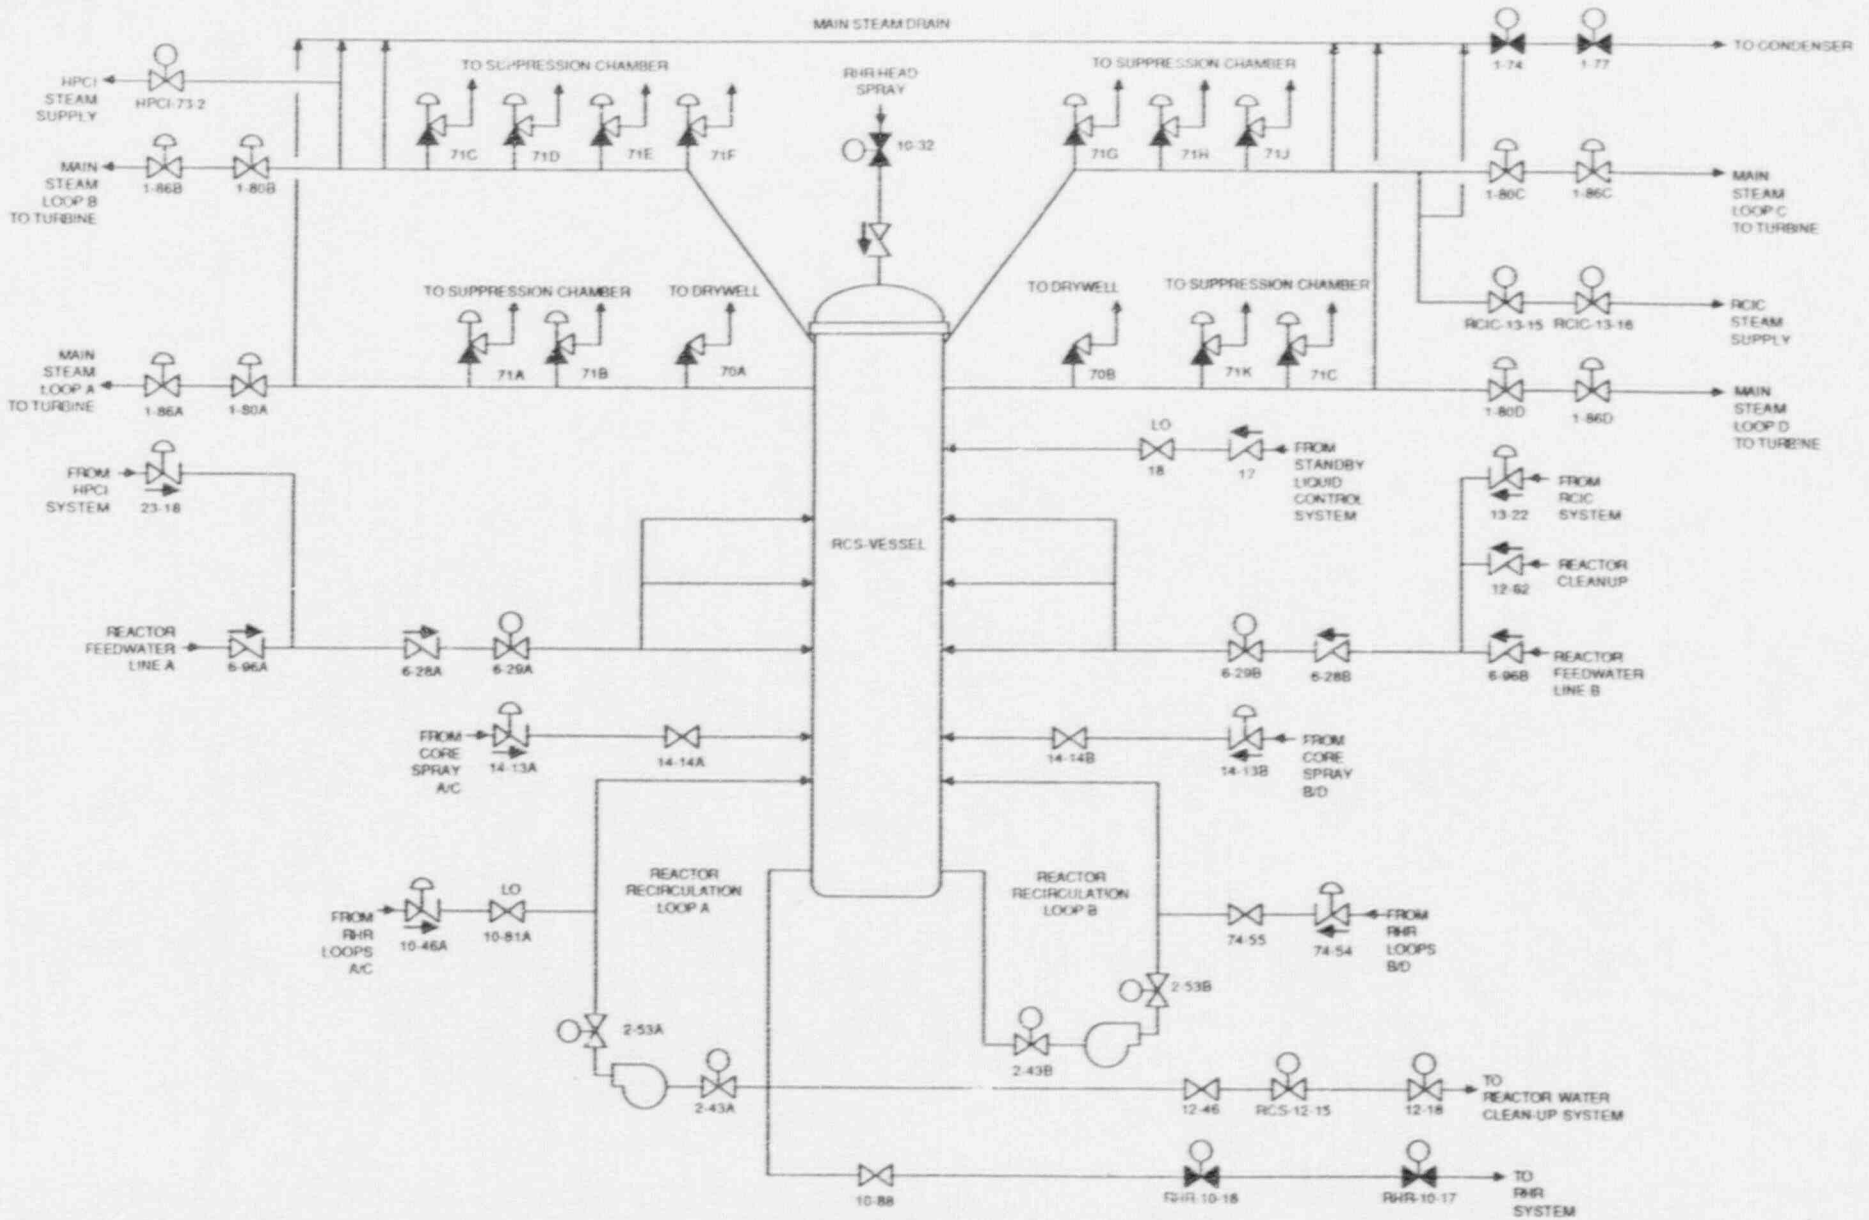 MAIN STEAM DRAIN
TO CONDENSER
1-74
1-77
HPCI
STEAM
SUPPLY
HPCI-73-2
TO SUPPRESSION CHAMBER
RHR HEAD
SPRAY
TO SUPPRESSION CHAMBER
71C
71D
71E
71F
10-32
71G
71H
71J
MAIN
STEAM
LOOP B
TO TURBINE
1-86B
1-80B
1-80C
1-86C
MAIN
STEAM
LOOP C
TO TURBINE
TO SUPPRESSION CHAMBER
TO DRYWELL
TO DRYWELL
TO SUPPRESSION CHAMBER
RCIC-13-15
RCIC-13-16
RCIC
STEAM
SUPPLY
MAIN
STEAM
LOOP A
TO TURBINE
1-86A
1-80A
71A
71B
70A
70B
71K
71C
1-80D
1-86D
MAIN
STEAM
LOOP D
TO TURBINE
FROM
HPCI
SYSTEM
23-18
LO
18
17
FROM
STANDBY
LIQUID
CONTROL
SYSTEM
13-22
FROM
RCIC
SYSTEM
RCS-VESSEL
12-62
REACTOR
CLEANUP
REACTOR
FEEDWATER
LINE A
6-96A
6-28A
6-29A
6-29B
6-28B
6-96B
REACTOR
FEEDWATER
LINE B
FROM
CORE
SPRAY
A/C
14-13A
14-14A
14-14B
14-13B
FROM
CORE
SPRAY
B/D
REACTOR
RECIRCULATION
LOOP A
REACTOR
RECIRCULATION
LOOP B
FROM
RHR
LOOPS
A/C
10-46A
LO
10-81A
74-55
74-54
FROM
RHR
LOOPS
B/D
2-53A
2-53B
2-43A
2-43B
12-46
RCS-12-15
12-18
TO
REACTOR WATER
CLEAN-UP SYSTEM
10-88
RHR-10-18
RHR-10-17
TO
RHR
SYSTEM